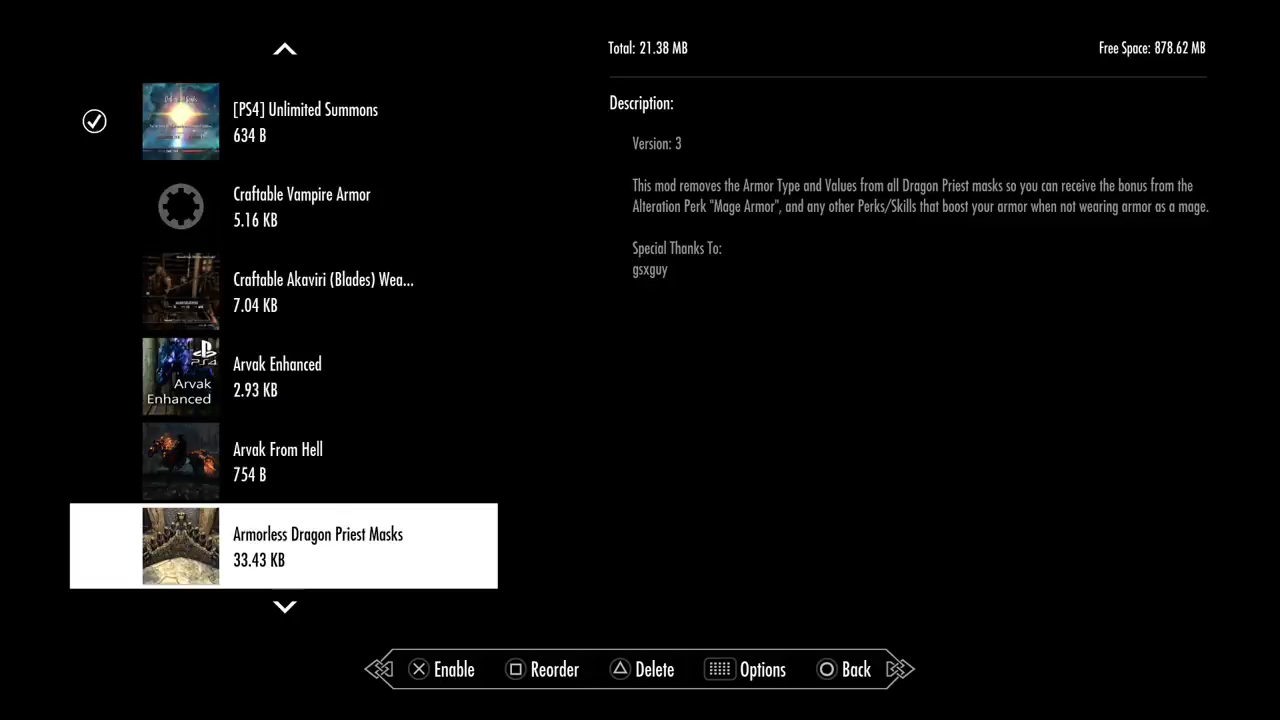 Total: 21.38 MB
Free Space: 878.62 MB
[PS4] Unlimited Summons
634 B
Craftable Vampire Armor
5.16 KB
Craftable Akaviri (Blades) Wea...
7.04 KB
PS4
Arvak
Enhanced
Arvak Enhanced
2.93 KB
Arvak From Hell
754 B
Armorless Dragon Priest Masks
33.43 KB
Description:
Version: 3
This mod removes the Armor Type and Values from all Dragon Priest masks so you can receive the bonus from the
Alteration Perk "Mage Armor", and any other Perks/Skills that boost your armor when not wearing armor as a mage.
Special Thanks To:
gsxguy
Enable
Reorder
Delete
Options
Back